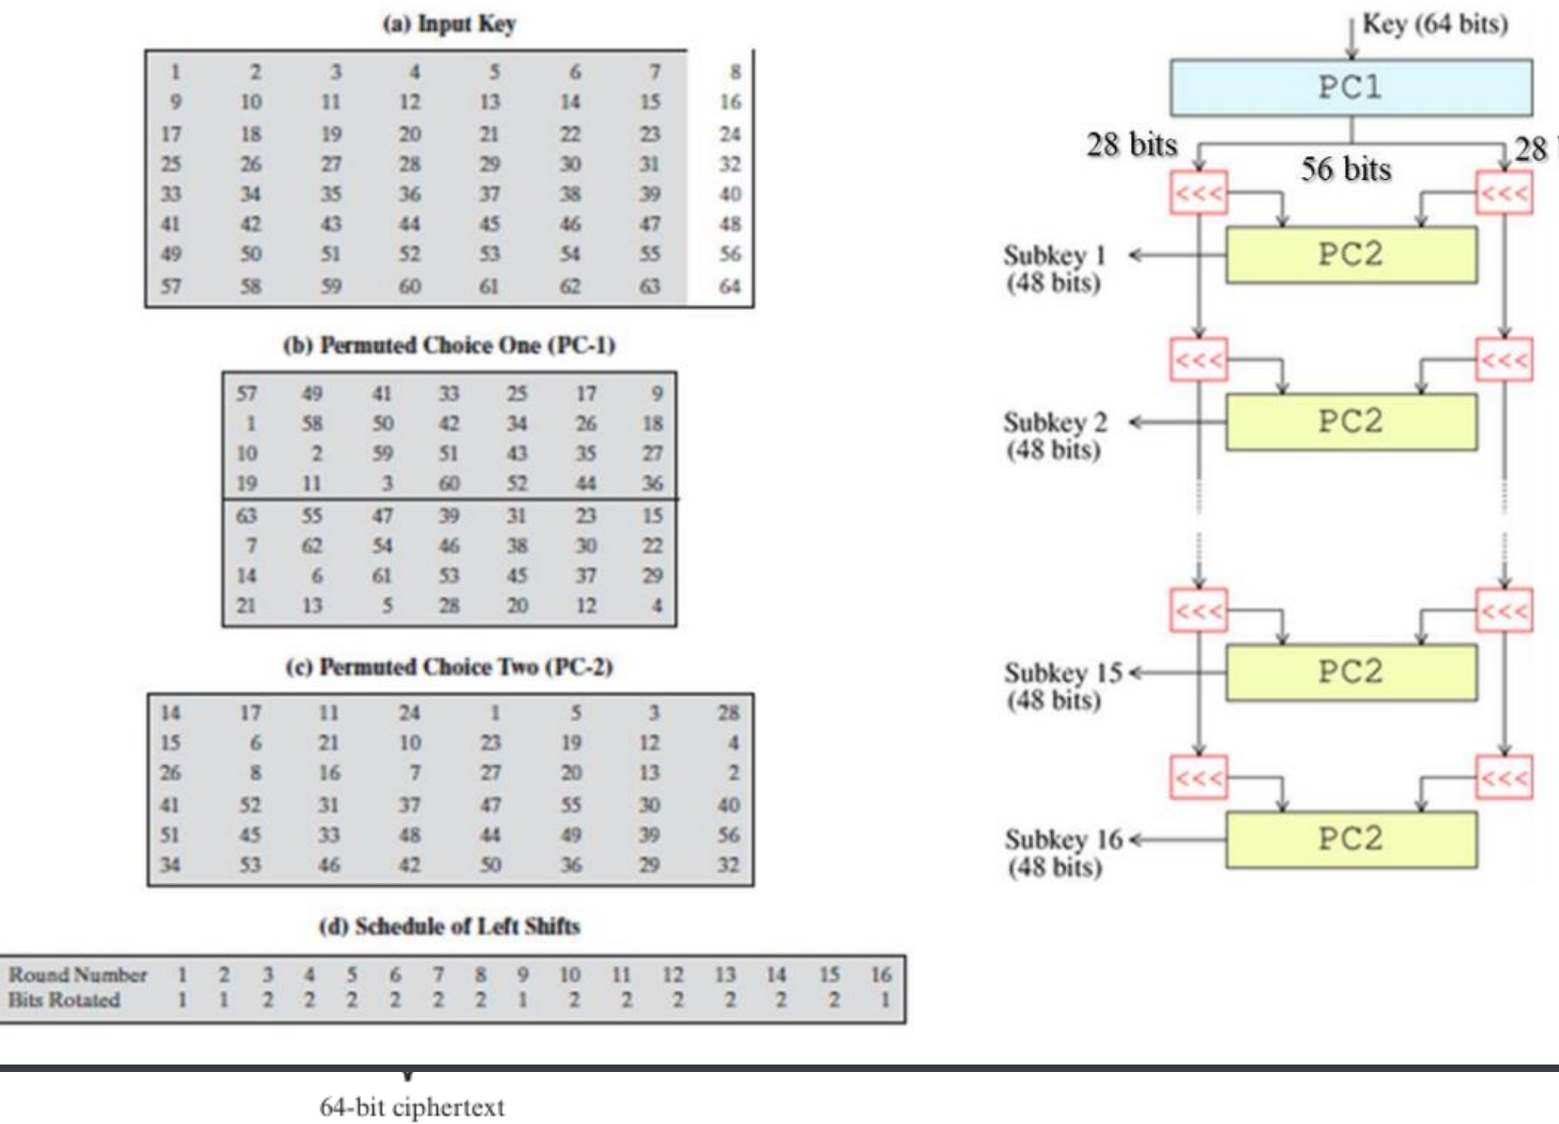 (a) Input Key
1 2 3 4 5 6 7 8
9 10 11 12 13 14 15 16
17 18 19 20 21 22 23 24
25 26 27 28 29 30 31 32
33 34 35 36 37 38 39 40
41 42 43 44 45 46 47 48
49 50 51 52 53 54 55 56
57 58 59 60 61 62 63 64
(b) Permuted Choice One (PC-1)
57 49 41 33 25 17 9
1 58 50 42 34 26 18
10 2 59 51 43 35 27
19 11 3 60 52 44 36
63 55 47 39 31 23 15
7 62 54 46 38 30 22
14 6 61 53 45 37 29
21 13 5 28 20 12 4
(c) Permuted Choice Two (PC-2)
14 17 11 24 1 5 3 28
15 6 21 10 23 19 12 4
26 8 16 7 27 20 13 2
41 52 31 37 47 55 30 40
51 45 33 48 44 49 39 56
34 53 46 42 50 36 29 32
(d) Schedule of Left Shifts
Round Number 1 2 3 4 5 6 7 8 9 10 11 12 13 14 15 16
Bits Rotated 1 1 2 2 2 2 2 2 1 2 2 2 2 2 2 1
Key (64 bits)
PC1
28 bits
56 bits
28
<<<
<<<
PC2
Subkey 1
(48 bits)
<<<
<<<
PC2
Subkey 2
(48 bits)
<<<
<<<
PC2
Subkey 15
(48 bits)
<<<
<<<
PC2
Subkey 16
(48 bits)
64-bit ciphertext